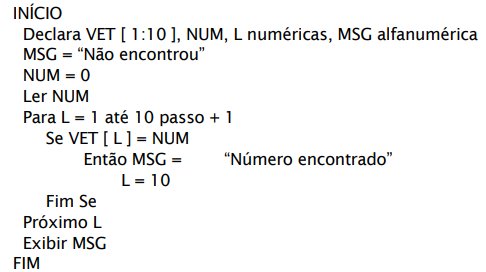 INÍCIO
Declara VET [ 1:10 ], NUM, L numéricas, MSG alfanumérica
MSG = “Não encontrou”
NUM = 0
Ler NUM
Para L = 1 até 10 passo + 1
Se VET [ L ] = NUM
Então MSG = “Número encontrado”
L = 10
Fim Se
Próximo L
Exibir MSG
FIM